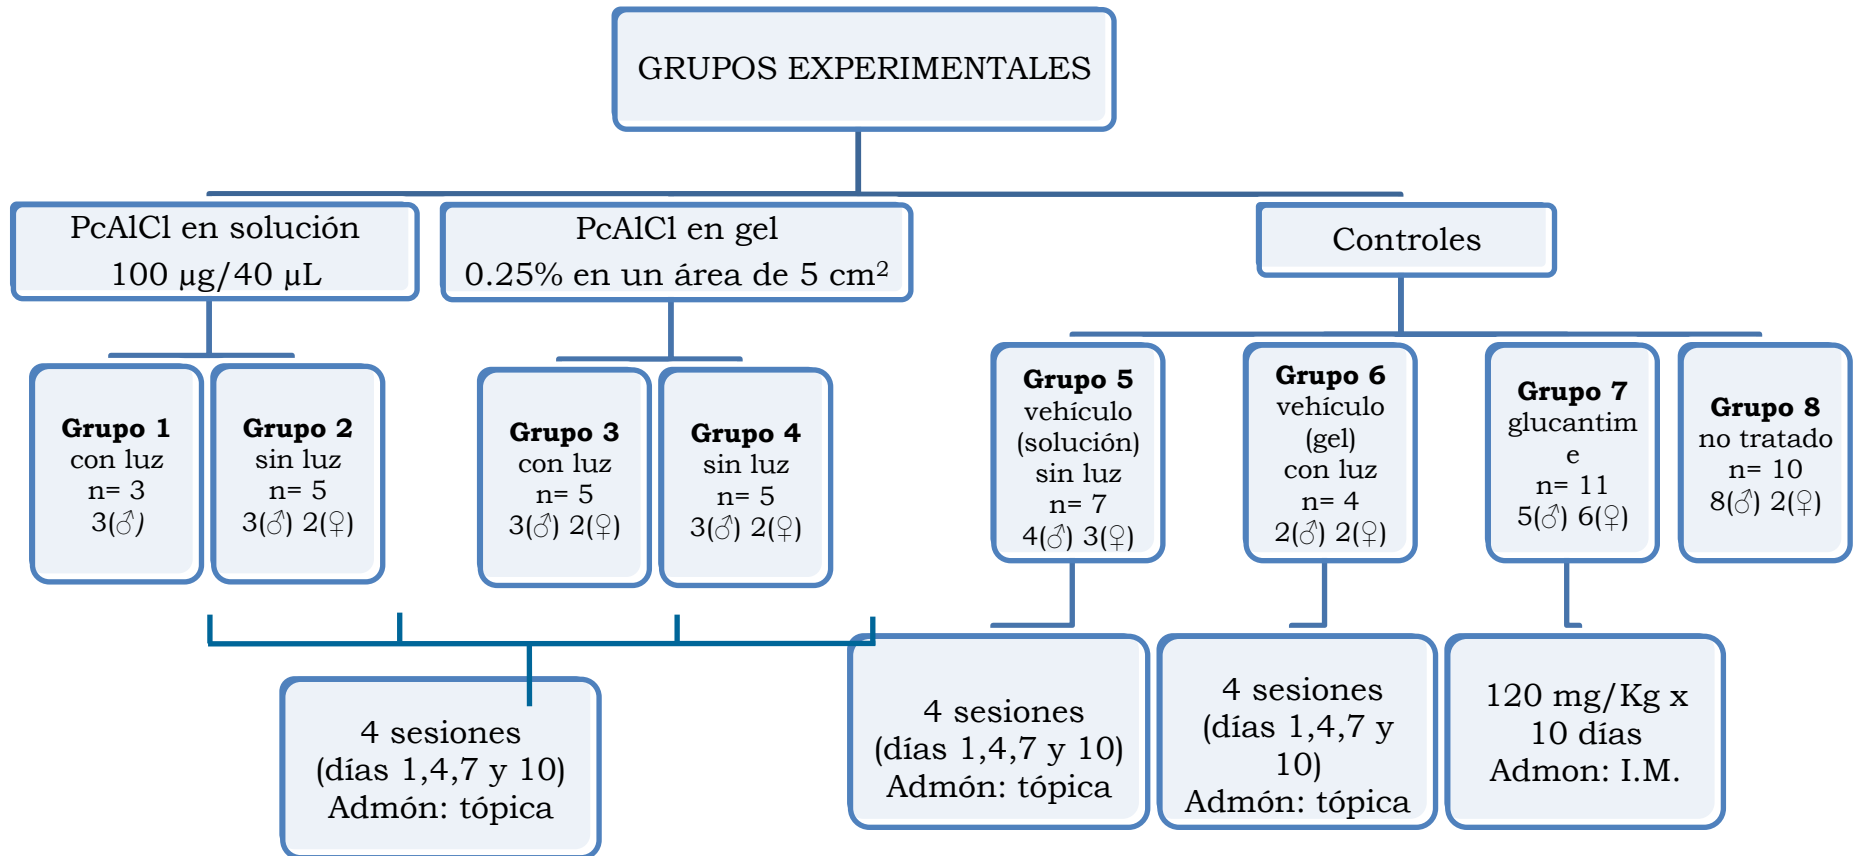 GRUPOS EXPERIMENTALES
PcAlCl en solución
100 µg/40 µL
PcAlCl en gel
0.25% en un área de 5 cm²
Controles
Grupo 1
con luz
n= 3
3(♂)
Grupo 2
sin luz
n= 5
3(♂) 2(♀)
Grupo 3
con luz
n= 5
3(♂) 2(♀)
Grupo 4
sin luz
n= 5
3(♂) 2(♀)
Grupo 5
vehículo
(solución)
sin luz
n= 7
4(♂) 3(♀)
Grupo 6
vehículo
(gel)
con luz
n= 4
2(♂) 2(♀)
Grupo 7
glucantim
e
n= 11
5(♂) 6(♀)
Grupo 8
no tratado
n= 10
8(♂) 2(♀)
4 sesiones
(días 1,4,7 y 10)
Admón: tópica
4 sesiones
(días 1,4,7 y 10)
Admón: tópica
4 sesiones
(días 1,4,7 y
10)
Admón: tópica
120 mg/Kg x
10 días
Admon: I.M.